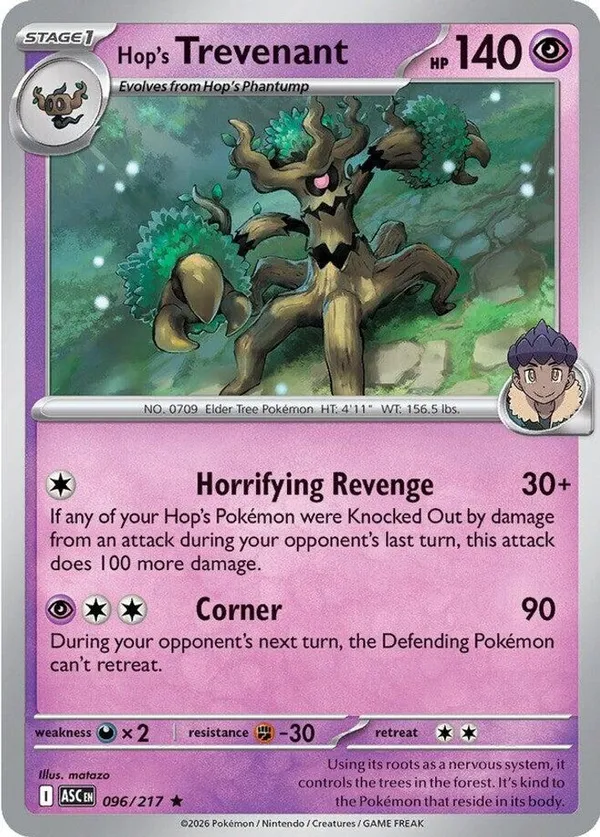 STAGE 1
Hop's Trevenant
HP 140
Evolves from Hop's Phantump
NO. 0709 Elder Tree Pokémon HT: 4'11" WT: 156.5 lbs.
Horrifying Revenge 30+
If any of your Hop's Pokémon were Knocked Out by damage
from an attack during your opponent's last turn, this attack
does 100 more damage.
Corner 90
During your opponent's next turn, the Defending Pokémon
can't retreat.
weakness ×2 resistance -30 retreat
Using its roots as a nervous system, it
controls the trees in the forest. It's kind to
the Pokémon that reside in its body.
Illus. matazo
I ASC EN 096/217 ★
©2026 Pokémon / Nintendo / Creatures / GAME FREAK